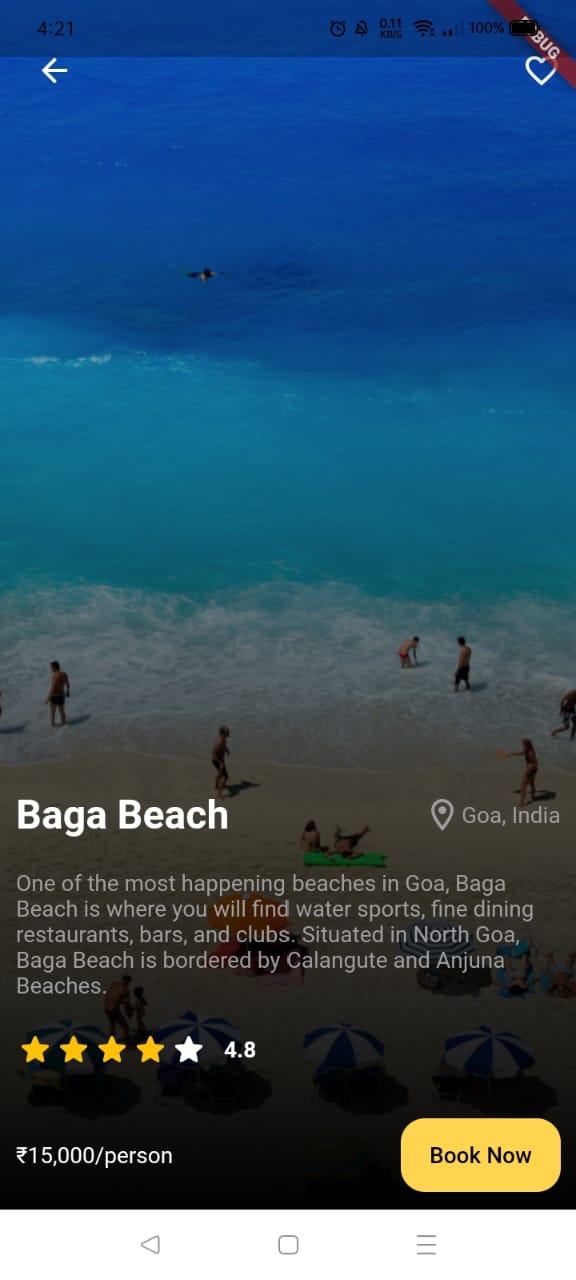 4:21
0.11
KB/S
100%
BUG
Baga Beach
Goa, India
One of the most happening beaches in Goa, Baga
Beach is where you will find water sports, fine dining
restaurants, bars, and clubs. Situated in North Goa,
Baga Beach is bordered by Calangute and Anjuna
Beaches.
4.8
₹15,000/person
Book Now